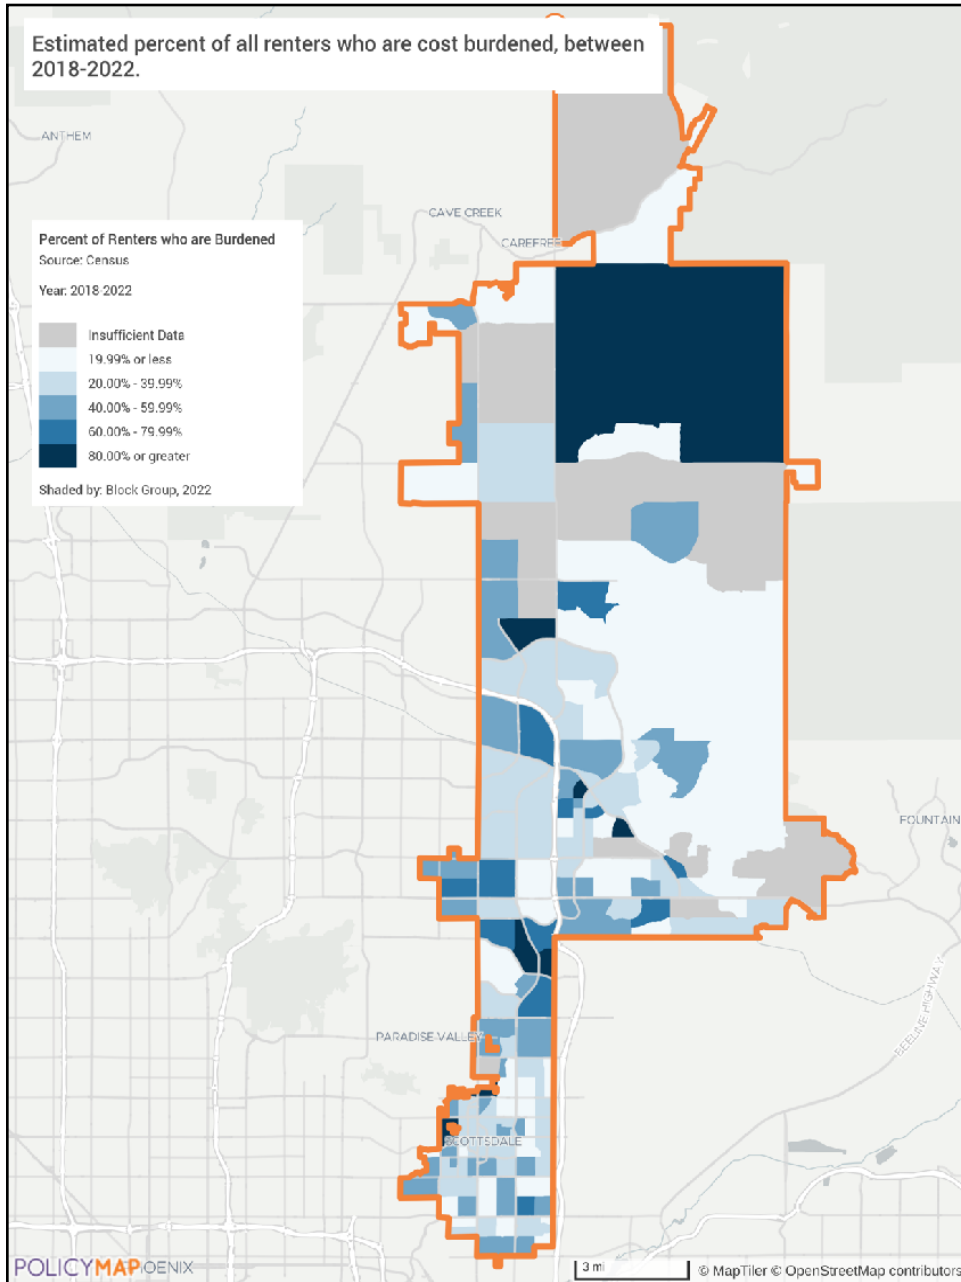 Estimated percent of all renters who are cost burdened, between
2018-2022.
ANTHEM
CAVE CREEK
CAREFREE
Percent of Renters who are Burdened
Source: Census
Year: 2018-2022
Insufficient Data
19.99% or less
20.00% - 39.99%
40.00% - 59.99%
60.00% - 79.99%
80.00% or greater
Shaded by: Block Group, 2022
FOUNTAIN
BEELINE HIGHWAY
PARADISE VALLEY
SCOTTSDALE
POLICYMAP OENIX
3 mi
© MapTiler © OpenStreetMap contributors